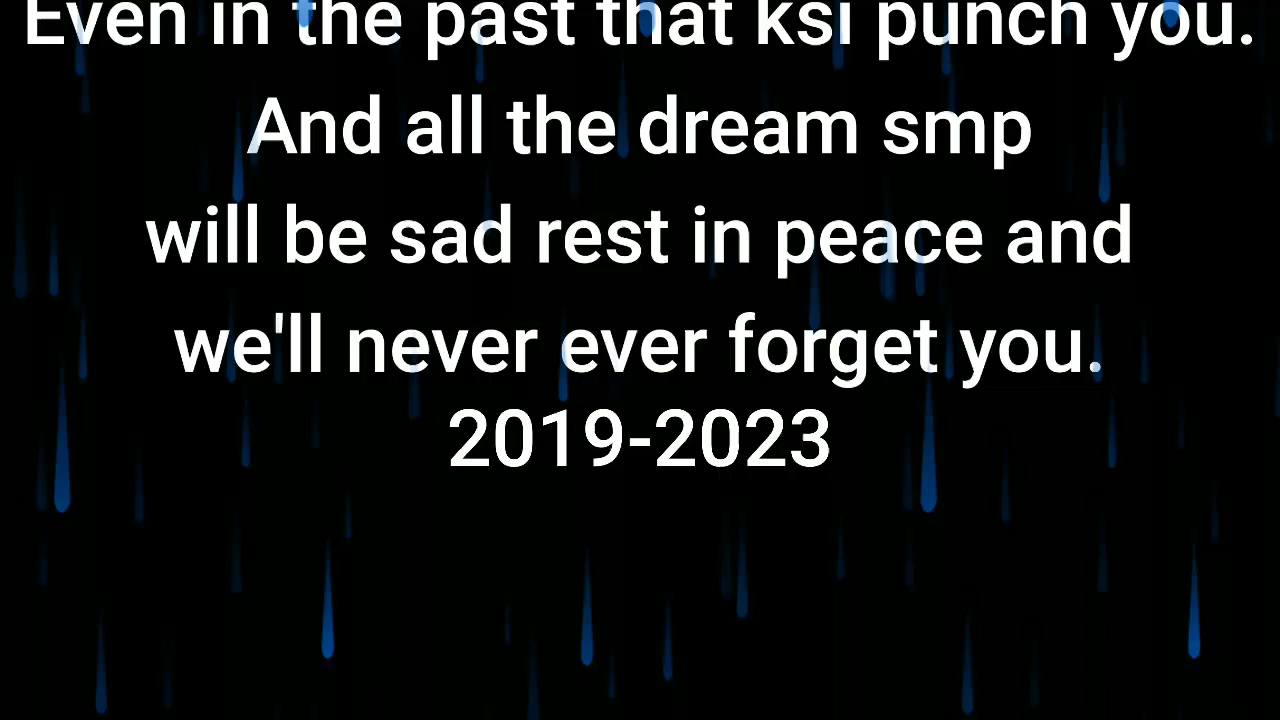 Even in the past that ksi punch you.
And all the dream smp
will be sad rest in peace and
we'll never ever forget you.
2019-2023